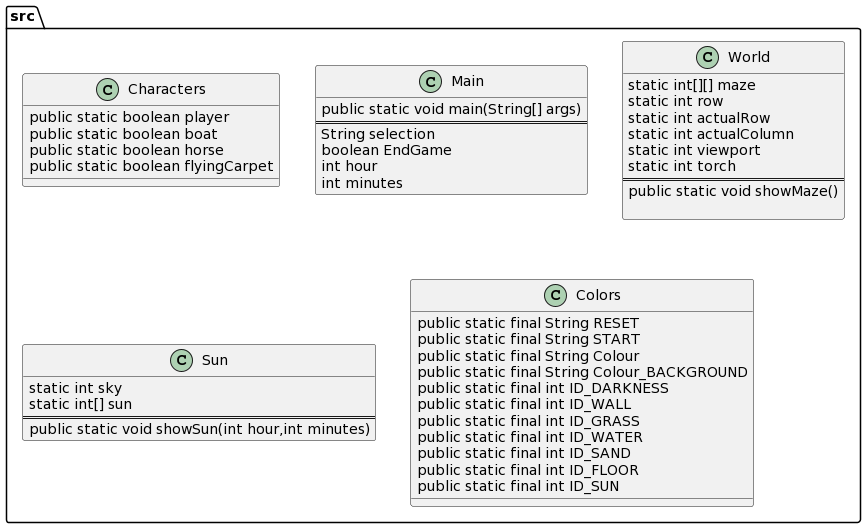 src
C Characters
public static boolean player
public static boolean boat
public static boolean horse
public static boolean flyingCarpet
C Main
public static void main(String[] args)
String selection
boolean EndGame
int hour
int minutes
C World
static int[][] maze
static int row
static int actualRow
static int actualColumn
static int viewport
static int torch
public static void showMaze()
C Sun
static int sky
static int[] sun
public static void showSun(int hour,int minutes)
C Colors
public static final String RESET
public static final String START
public static final String Colour
public static final String Colour_BACKGROUND
public static final int ID_DARKNESS
public static final int ID_WALL
public static final int ID_GRASS
public static final int ID_WATER
public static final int ID_SAND
public static final int ID_FLOOR
public static final int ID_SUN